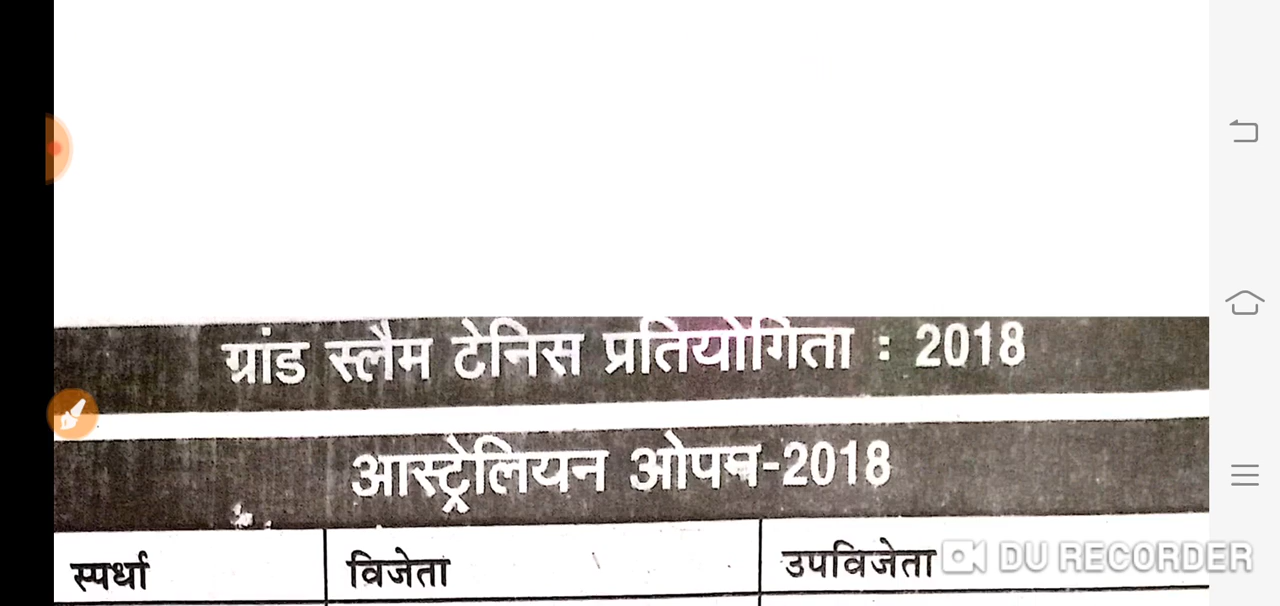 ग्रांड स्लैम टेनिस प्रतियोगिता : 2018
आस्ट्रेलियन ओपन-2018
स्पर्धा विजेता उपविजेता
DU RECORDER